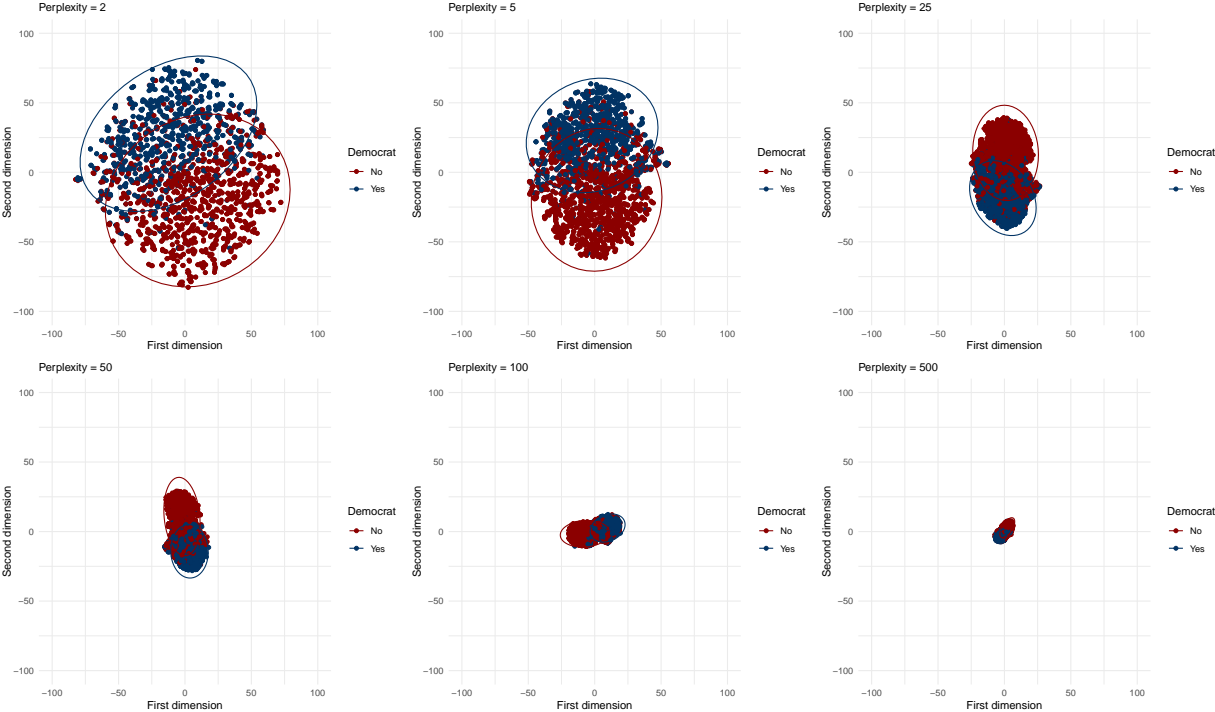 Perplexity = 2
100
50
0
−50
−100
Second dimension
−100 −50 0 50 100
First dimension
Democrat
No
Yes
Perplexity = 5
100
50
0
−50
−100
Second dimension
−100 −50 0 50 100
First dimension
Democrat
No
Yes
Perplexity = 25
100
50
0
−50
−100
Second dimension
−100 −50 0 50 100
First dimension
Democrat
No
Yes
Perplexity = 50
100
50
0
−50
−100
Second dimension
−100 −50 0 50 100
First dimension
Democrat
No
Yes
Perplexity = 100
100
50
0
−50
−100
Second dimension
−100 −50 0 50 100
First dimension
Democrat
No
Yes
Perplexity = 500
100
50
0
−50
−100
Second dimension
−100 −50 0 50 100
First dimension
Democrat
No
Yes